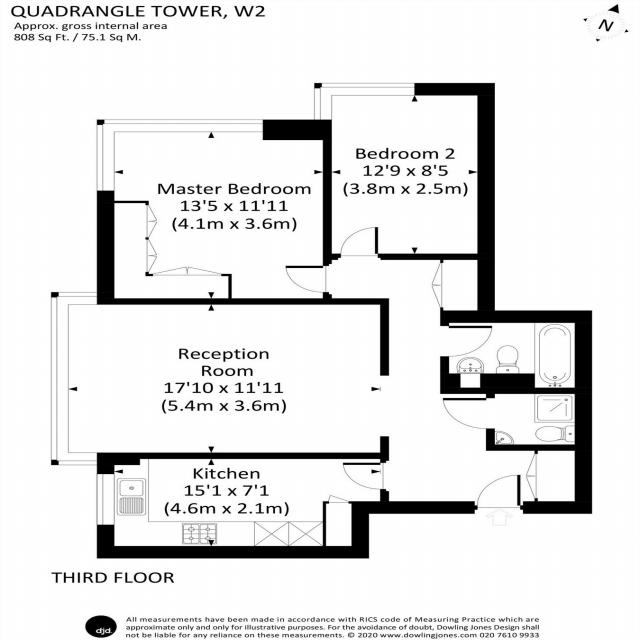 QUADRANGLE TOWER, W2
Approx. gross internal area
808 Sq Ft. / 75.1 Sq M.
N
Bedroom 2
12'9 x 8'5
(3.8m x 2.5m)
Master Bedroom
13'5 x 11'11
(4.1m x 3.6m)
Reception
Room
17'10 x 11'11
(5.4m x 3.6m)
Kitchen
15'1 x 7'1
(4.6m x 2.1m)
THIRD FLOOR
djd.
All measurements have been made in accordance with RICS code of Measuring Practice which are
approximate only and only for illustrative purposes. For the avoidance of doubt, Dowling Jones Design shall
not be liable for any reliance on these measurements. © 2020 www.dowlingjones.com 020 7610 9933